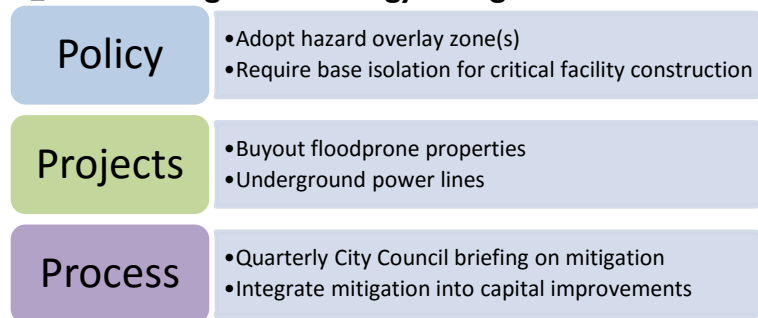 Policy
•Adopt hazard overlay zone(s)
•Require base isolation for critical facility construction
Projects
•Buyout floodprone properties
•Underground power lines
Process
•Quarterly City Council briefing on mitigation
•Integrate mitigation into capital improvements